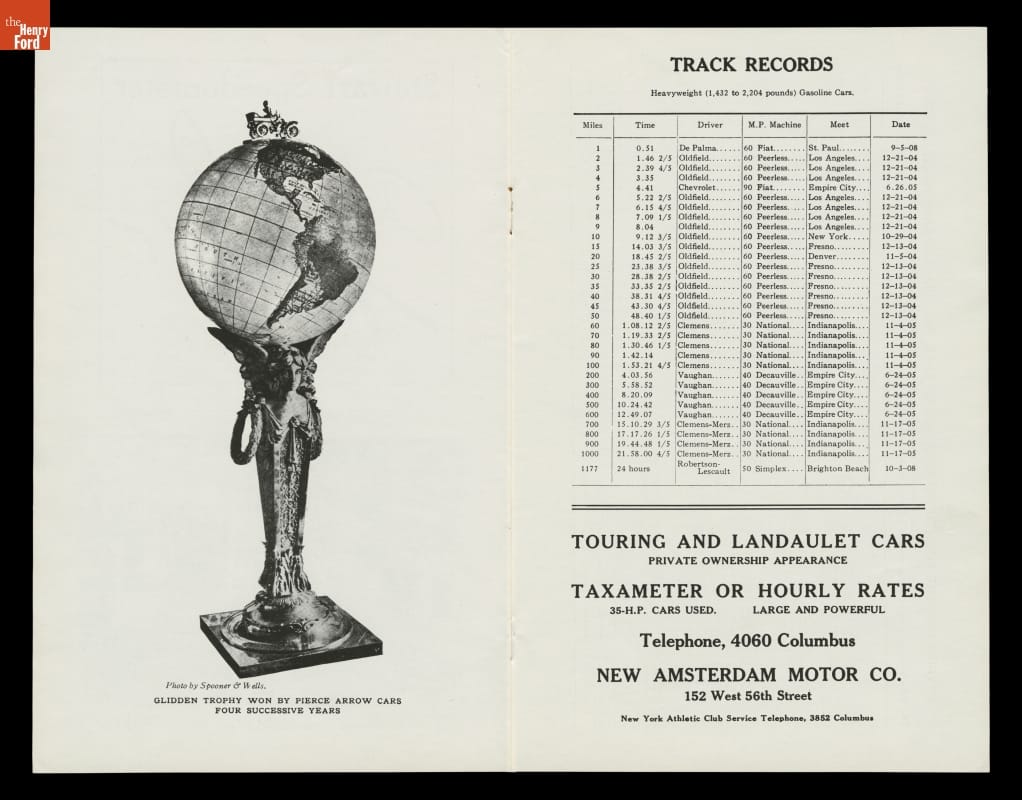 the
Henry
Ford
Photo by Spooner & Wells.
GLIDDEN TROPHY WON BY PIERCE ARROW CARS
FOUR SUCCESSIVE YEARS
TRACK RECORDS
Heavyweight (1,432 to 2,204 pounds) Gasoline Cars.
Miles Time Driver M.P. Machine Meet Date
1 0.51 De Palma...... 60 Fiat........ St. Paul........ 9-5-08
2 1.46 2/5 Oldfield........ 60 Peerless..... Los Angeles.... 12-21-04
3 2.39 4/5 Oldfield........ 60 Peerless..... Los Angeles.... 12-21-04
4 3.35 Oldfield........ 60 Peerless..... Los Angeles.... 12-21-04
5 4.41 Chevrolet...... 90 Fiat........ Empire City.... 6.26.05
6 5.22 2/5 Oldfield........ 60 Peerless..... Los Angeles.... 12-21-04
7 6.15 4/5 Oldfield........ 60 Peerless..... Los Angeles.... 12-21-04
8 7.09 1/5 Oldfield........ 60 Peerless..... Los Angeles.... 12-21-04
9 8.04 Oldfield........ 60 Peerless..... Los Angeles.... 12-21-04
10 9.12 3/5 Oldfield........ 60 Peerless..... New York..... 10-29-04
15 14.03 3/5 Oldfield........ 60 Peerless..... Fresno......... 12-13-04
20 18.45 2/5 Oldfield........ 60 Peerless..... Denver........ 11-5-04
25 23.38 3/5 Oldfield........ 60 Peerless..... Fresno......... 12-13-04
30 28.38 2/5 Oldfield........ 60 Peerless..... Fresno......... 12-13-04
35 33.35 2/5 Oldfield........ 60 Peerless..... Fresno......... 12-13-04
40 38.31 4/5 Oldfield........ 60 Peerless..... Fresno......... 12-13-04
45 43.30 4/5 Oldfield........ 60 Peerless..... Fresno......... 12-13-04
50 48.40 1/5 Oldfield........ 60 Peerless..... Fresno......... 12-13-04
60 1.08.12 2/5 Clemens....... 30 National.... Indianapolis.... 11-4-05
70 1.19.33 2/5 Clemens....... 30 National.... Indianapolis.... 11-4-05
80 1.30.46 1/5 Clemens....... 30 National.... Indianapolis.... 11-4-05
90 1.42.14 Clemens....... 30 National.... Indianapolis.... 11-4-05
100 1.53.21 4/5 Clemens....... 30 National.... Indianapolis.... 11-4-05
200 4.03.56 Vaughan....... 40 Decauville.. Empire City.... 6-24-05
300 5.58.52 Vaughan....... 40 Decauville.. Empire City.... 6-24-05
400 8.20.09 Vaughan....... 40 Decauville.. Empire City.... 6-24-05
500 10.24.42 Vaughan....... 40 Decauville.. Empire City.... 6-24-05
600 12.49.07 Vaughan....... 40 Decauville.. Empire City.... 6-24-05
700 15.10.29 3/5 Clemens-Merz.. 30 National.... Indianapolis.... 11-17-05
800 17.17.26 1/5 Clemens-Merz.. 30 National.... Indianapolis.... 11-17-05
900 19.44.48 1/5 Clemens-Merz.. 30 National.... Indianapolis.... 11-17-05
1000 21.58.00 4/5 Clemens-Merz.. 30 National.... Indianapolis.... 11-17-05
1177 24 hours Robertson- 50 Simplex.... Brighton Beach 10-3-08
Lescault
TOURING AND LANDAULET CARS
PRIVATE OWNERSHIP APPEARANCE
TAXAMETER OR HOURLY RATES
35-H.P. CARS USED. LARGE AND POWERFUL
Telephone, 4060 Columbus
NEW AMSTERDAM MOTOR CO.
152 West 56th Street
New York Athletic Club Service Telephone, 3852 Columbus